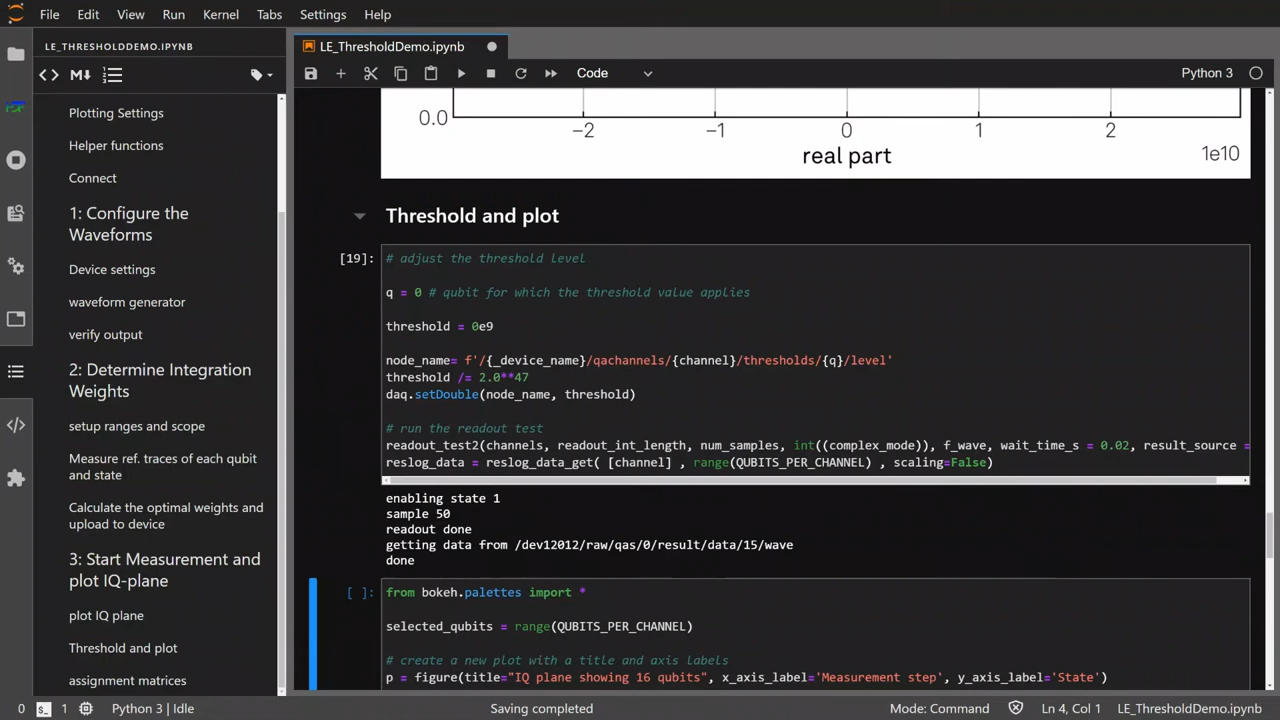 File Edit View Run Kernel Tabs Settings Help
LE_THRESHOLDDEMO.IPYNB
LE_ThresholdDemo.ipynb
Code
Python 3
Plotting Settings
Helper functions
Connect
1: Configure the
Waveforms
Device settings
waveform generator
verify output
2: Determine Integration
Weights
setup ranges and scope
Measure ref. traces of each qubit
and state
Calculate the optimal weights and
upload to device
3: Start Measurement and
plot IQ-plane
plot IQ plane
Threshold and plot
assignment matrices
0.0
−2 −1 0 1 2
real part
1e10
Threshold and plot
[19]:
# adjust the threshold level
q = 0 # qubit for which the threshold value applies
threshold = 0e9
node_name= f'/{_device_name}/qachannels/{channel}/thresholds/{q}/level'
threshold /= 2.0**47
daq.setDouble(node_name, threshold)
# run the readout test
readout_test2(channels, readout_int_length, num_samples, int((complex_mode)), f_wave, wait_time_s = 0.02, result_source =
reslog_data = reslog_data_get( [channel] , range(QUBITS_PER_CHANNEL) , scaling=False)
enabling state 1
sample 50
readout done
getting data from /dev12012/raw/qas/0/result/data/15/wave
done
[ ]:
from bokeh.palettes import *
selected_qubits = range(QUBITS_PER_CHANNEL)
# create a new plot with a title and axis labels
p = figure(title="IQ plane showing 16 qubits", x_axis_label='Measurement step', y_axis_label='State')
0 $_ 1 Python 3 | Idle Saving completed Mode: Command Ln 4, Col 1 LE_ThresholdDemo.ipynb